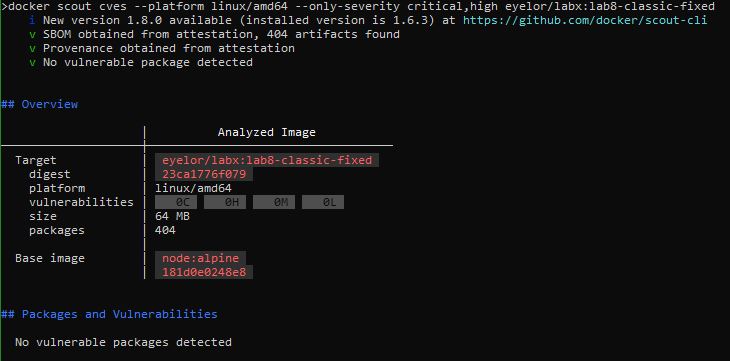 >docker scout cves --platform linux/amd64 --only-severity critical,high eyelor/labx:lab8-classic-fixed
i New version 1.8.0 available (installed version is 1.6.3) at https://github.com/docker/scout-cli
v SBOM obtained from attestation, 404 artifacts found
v Provenance obtained from attestation
v No vulnerable package detected
## Overview
Analyzed Image
Target eyelor/labx:lab8-classic-fixed
digest 23ca1776f079
platform linux/amd64
vulnerabilities 0C 0H 0M 0L
size 64 MB
packages 404
Base image node:alpine
181d0e0248e8
## Packages and Vulnerabilities
No vulnerable packages detected